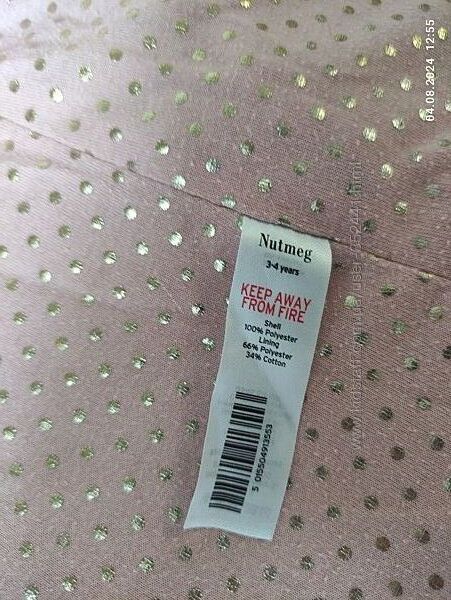 04.08.2024 12:55
Nutmeg
3-4 years
KEEP AWAY
FROM FIRE
Shell
100% Polyester
Lining
66% Polyester
34% Cotton
5 015504 913553